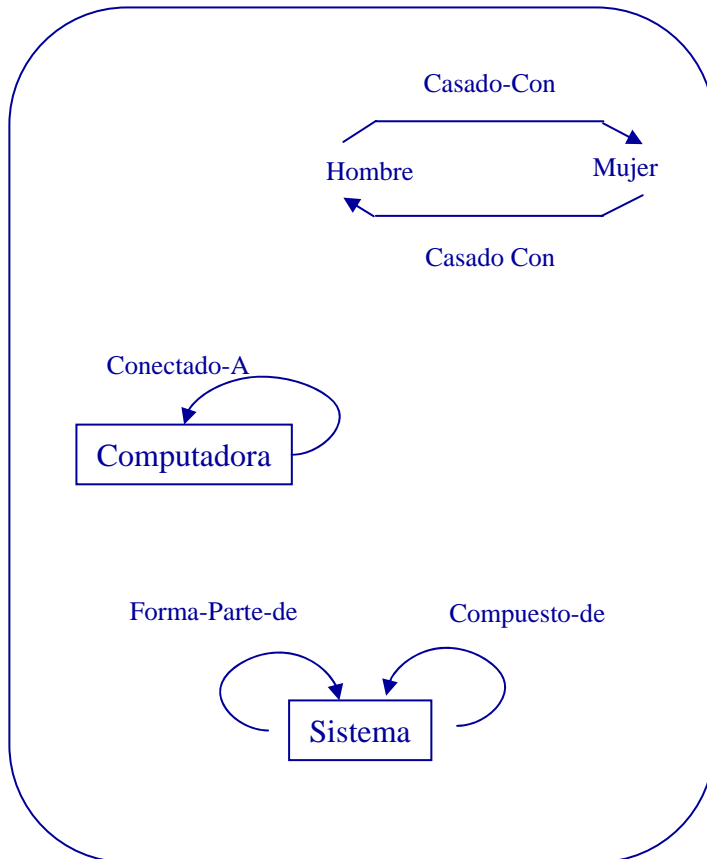 Casado-Con
Hombre
Mujer
Casado Con
Conectado-A
Computadora
Forma-Parte-de
Compuesto-de
Sistema